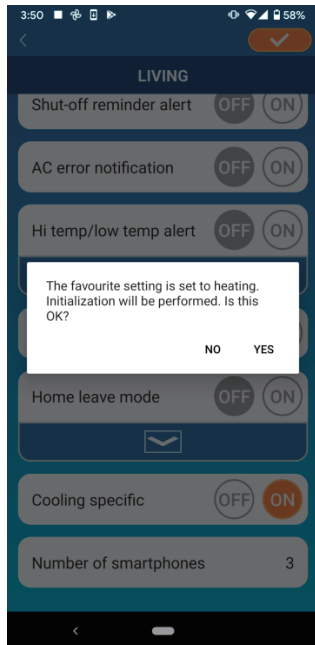 3:50 58%
LIVING
Shut-off reminder alert OFF ON
AC error notification OFF ON
Hi temp/low temp alert OFF ON
The favourite setting is set to heating.
Initialization will be performed. Is this
OK?
NO YES
Home leave mode OFF ON
Cooling specific OFF ON
Number of smartphones 3